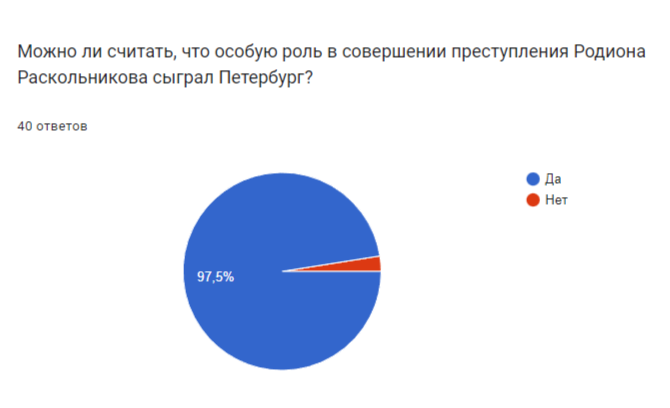 Можно ли считать, что особую роль в совершении преступления Родиона
Раскольникова сыграл Петербург?
40 ответов
Да
Нет
97,5%